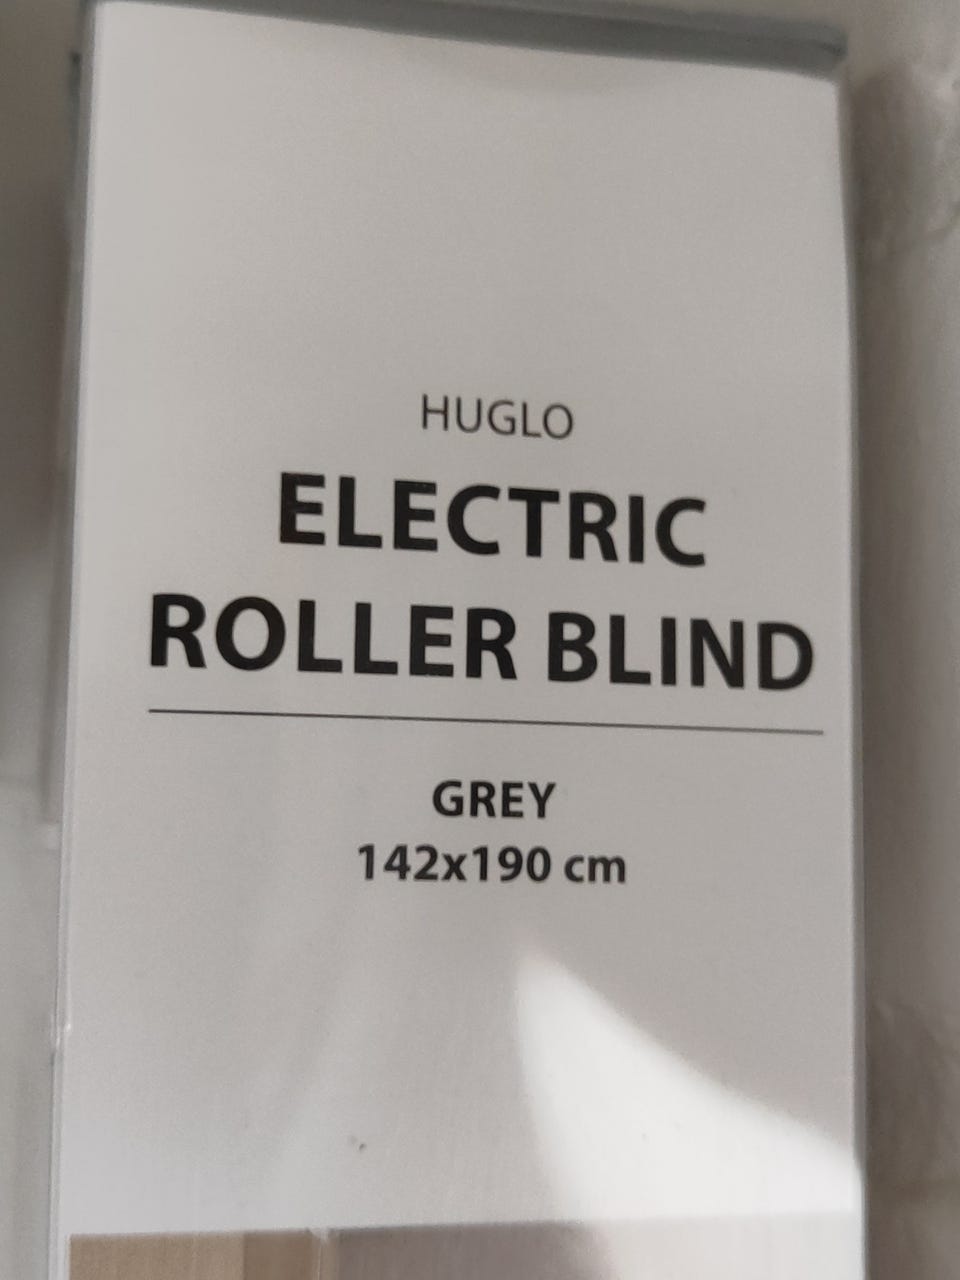 HUGLO
ELECTRIC
ROLLER BLIND
GREY
142x190 cm